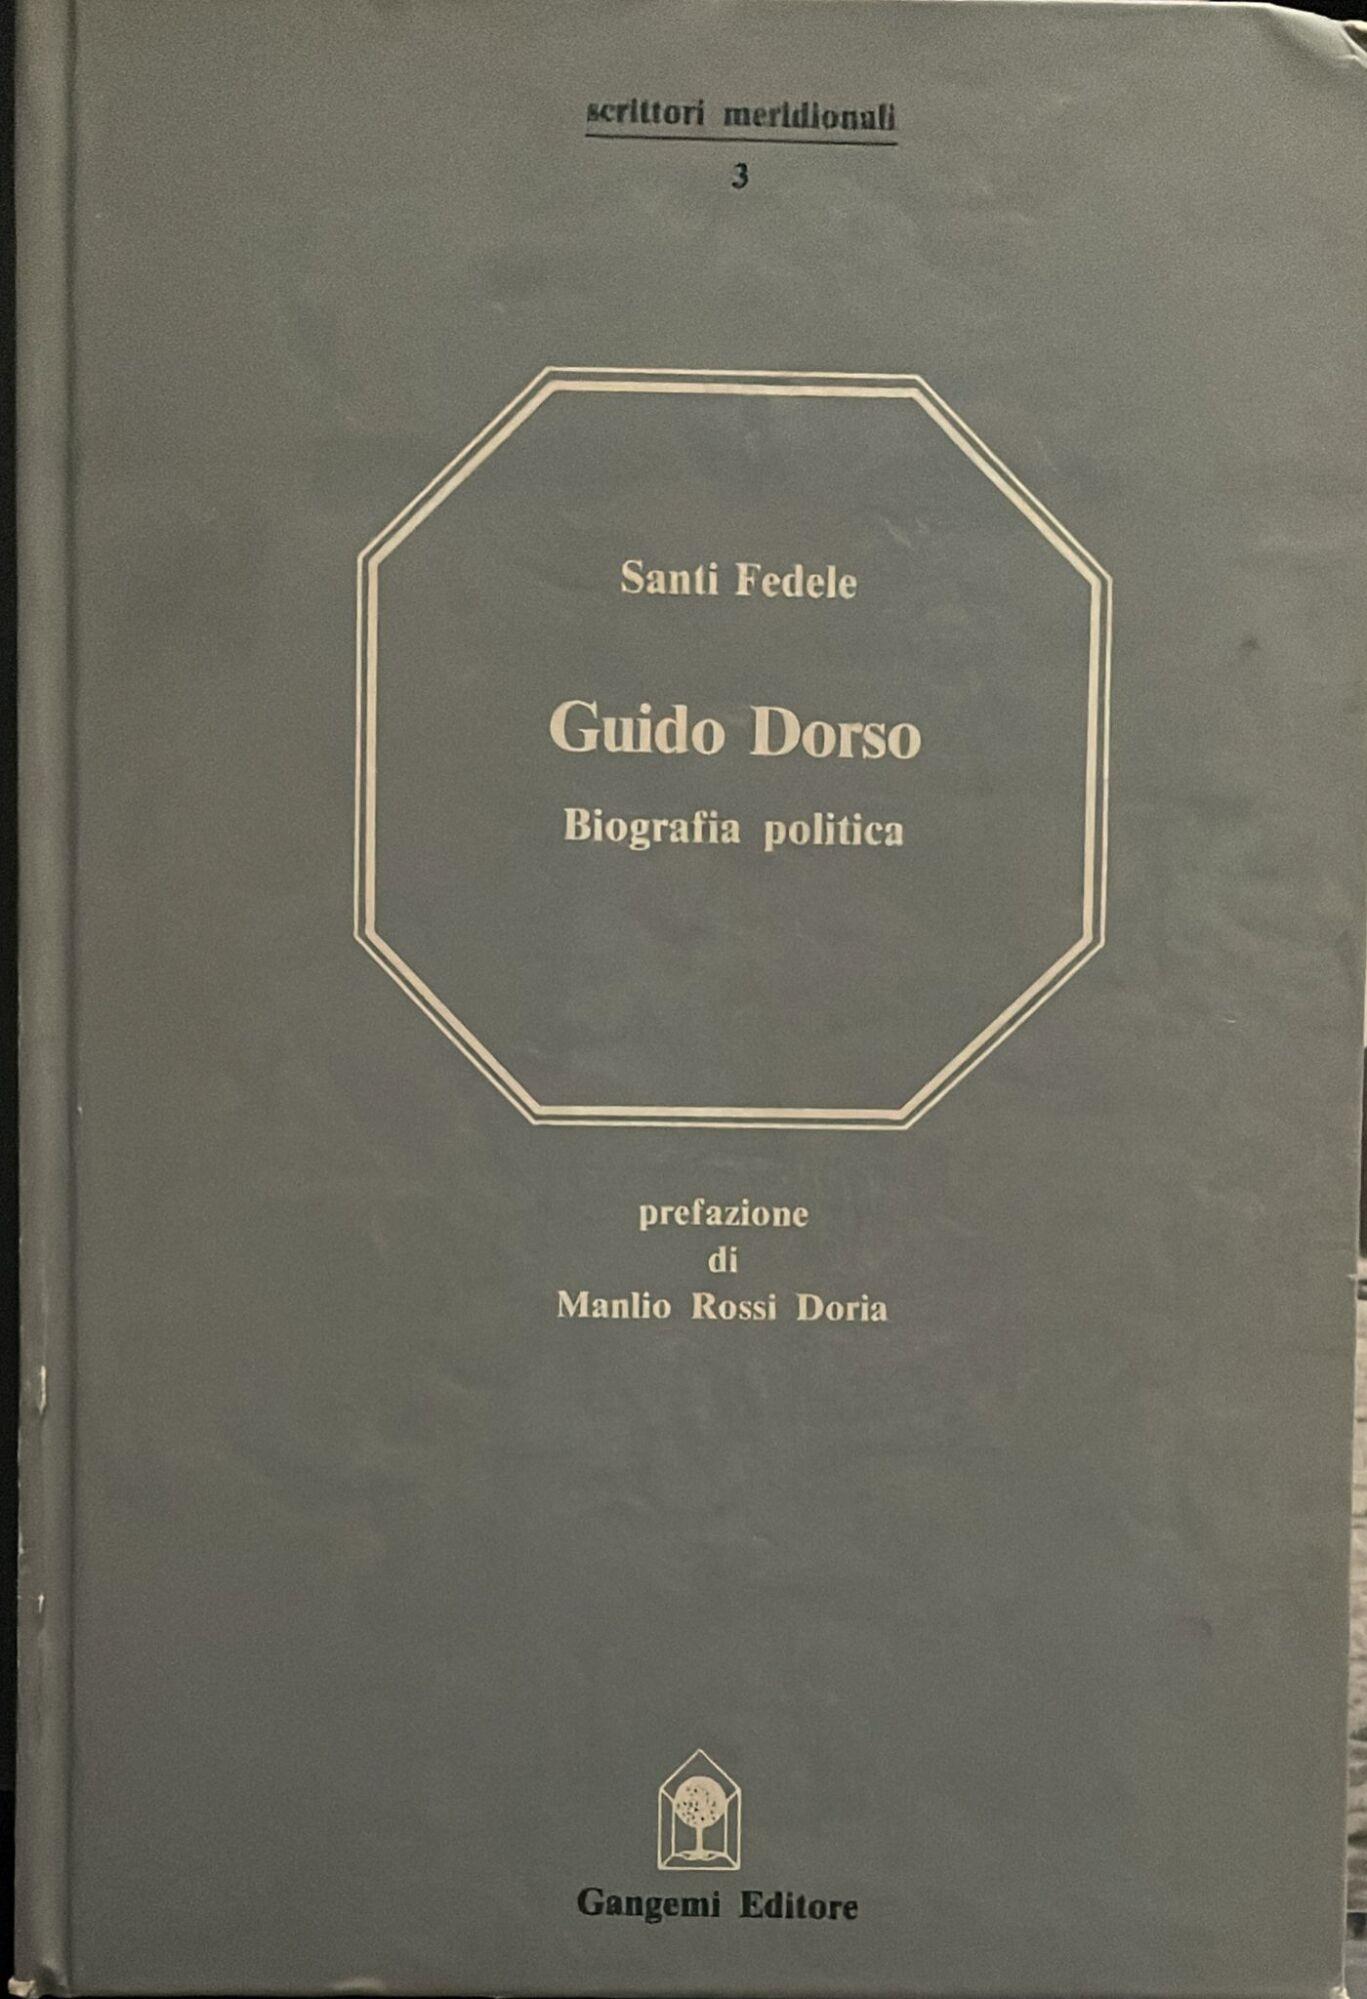 scrittori meridionali
3
Santi Fedele
Guido Dorso
Biografia politica
prefazione
di
Manlio Rossi Doria
Gangemi Editore